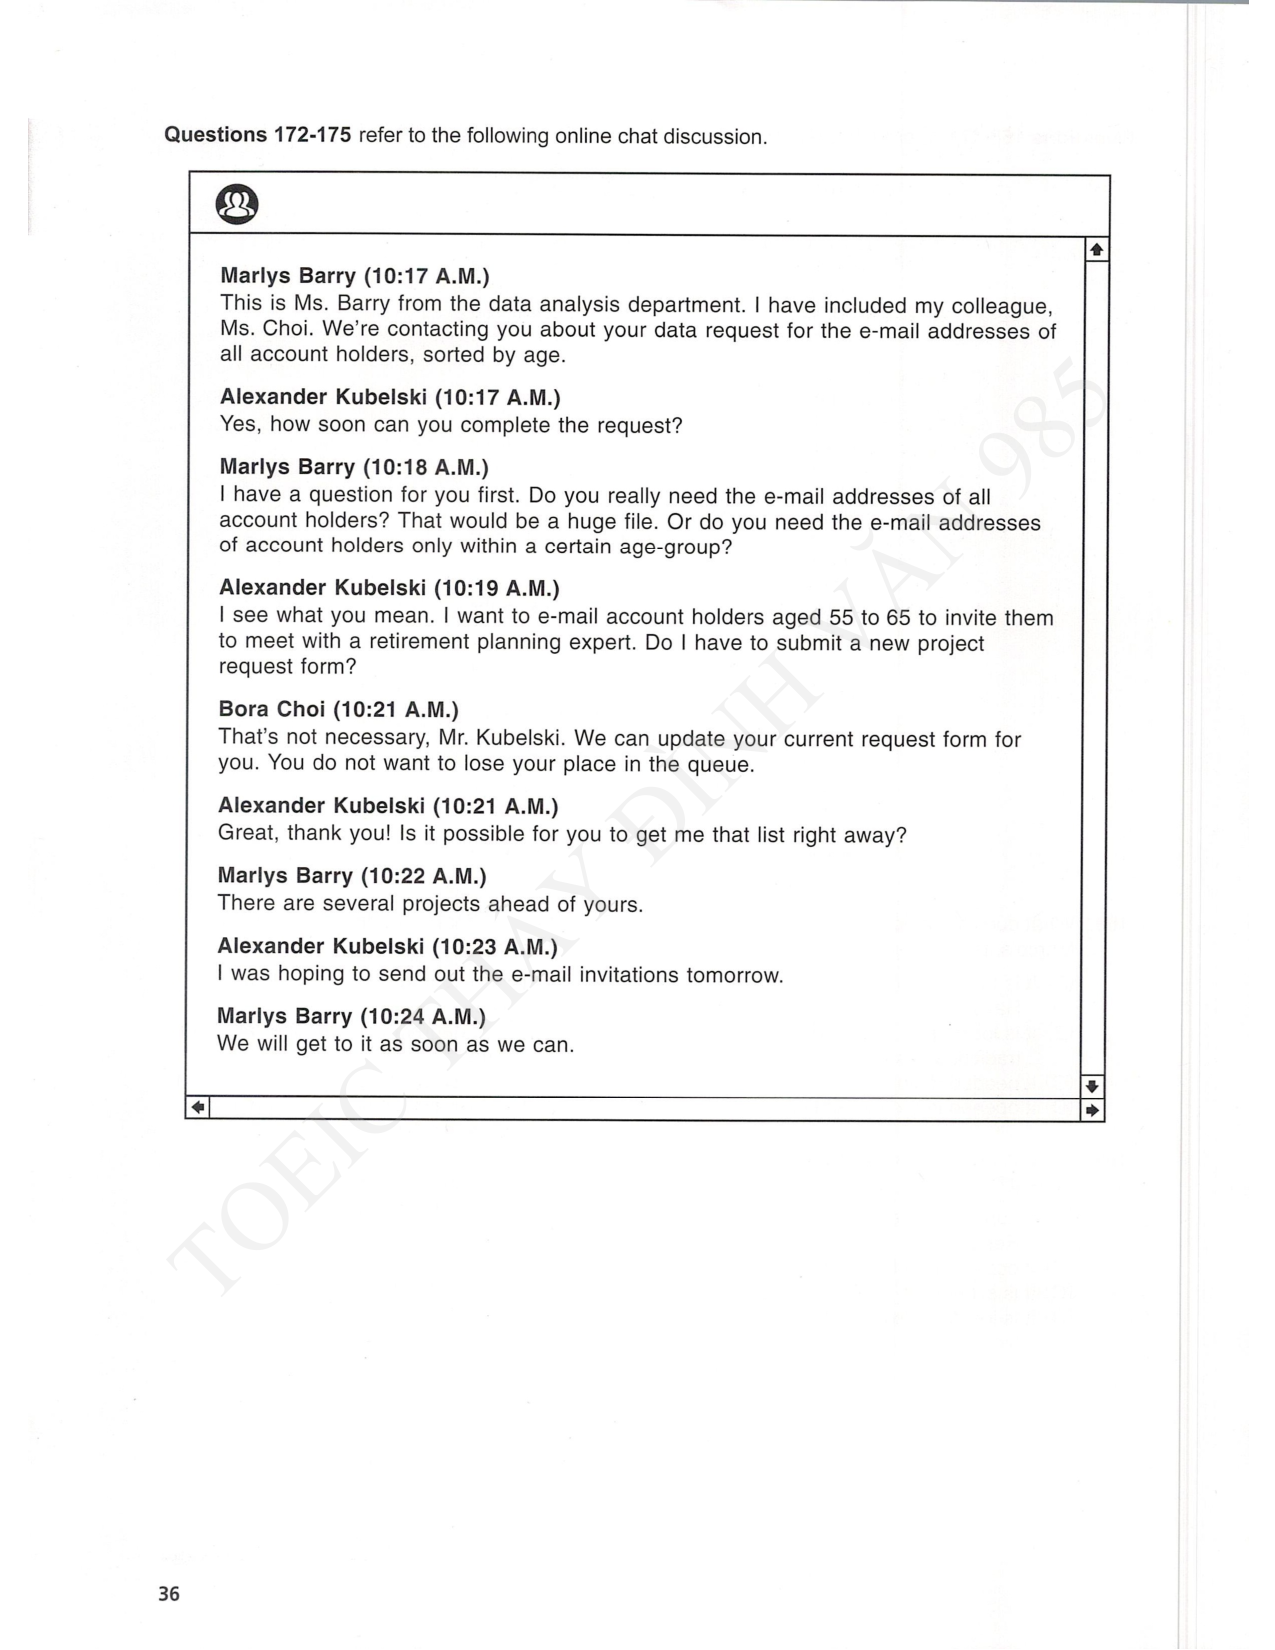 Questions 172-175 refer to the following online chat discussion.
Marlys Barry (10:17 A.M.)
This is Ms. Barry from the data analysis department. I have included my colleague,
Ms. Choi. We're contacting you about your data request for the e-mail addresses of
all account holders, sorted by age.
Alexander Kubelski (10:17 A.M.)
Yes, how soon can you complete the request?
Marlys Barry (10:18 A.M.)
I have a question for you first. Do you really need the e-mail addresses of all
account holders? That would be a huge file. Or do you need the e-mail addresses
of account holders only within a certain age-group?
Alexander Kubelski (10:19 A.M.)
I see what you mean. I want to e-mail account holders aged 55 to 65 to invite them
to meet with a retirement planning expert. Do I have to submit a new project
request form?
Bora Choi (10:21 A.M.)
That's not necessary, Mr. Kubelski. We can update your current request form for
you. You do not want to lose your place in the queue.
Alexander Kubelski (10:21 A.M.)
Great, thank you! Is it possible for you to get me that list right away?
Marlys Barry (10:22 A.M.)
There are several projects ahead of yours.
Alexander Kubelski (10:23 A.M.)
I was hoping to send out the e-mail invitations tomorrow.
Marlys Barry (10:24 A.M.)
We will get to it as soon as we can.
TOEIC THẦY ĐÌNH VĂN 985
36